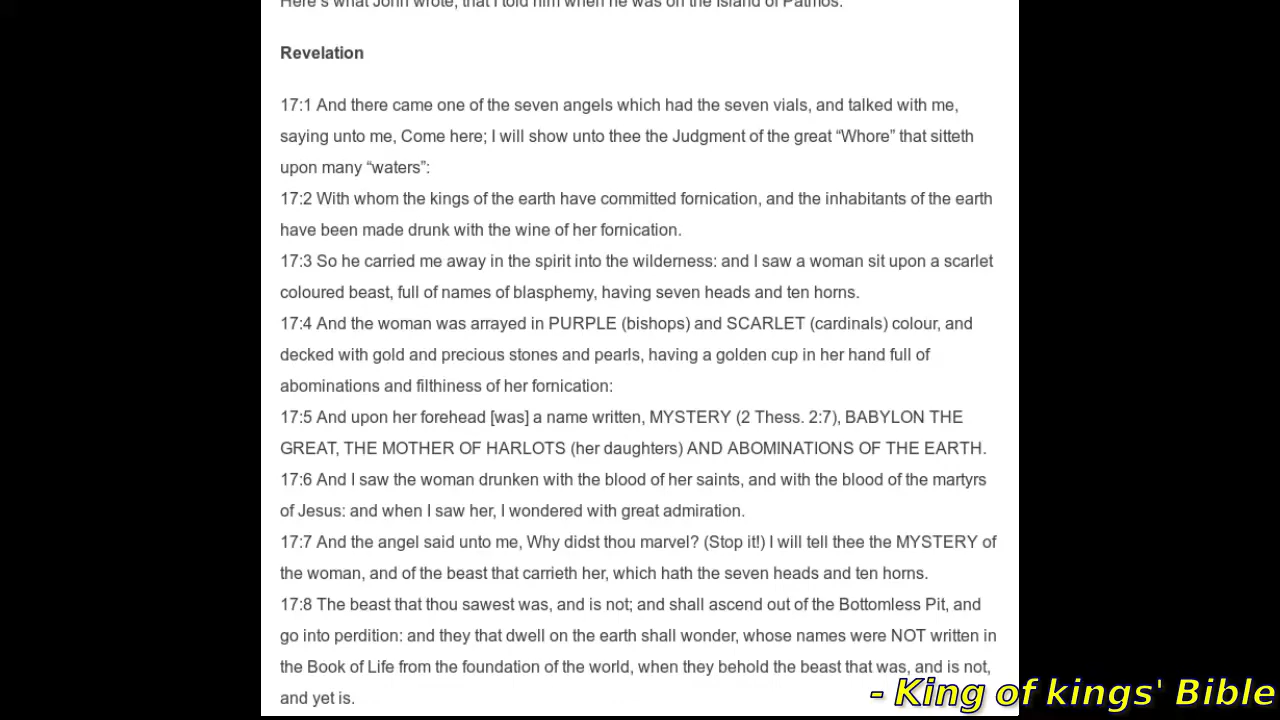 Here's what John wrote, that I told him when he was on the Island of Patmos:
Revelation
17:1 And there came one of the seven angels which had the seven vials, and talked with me,
saying unto me, Come here; I will show unto thee the Judgment of the great “Whore” that sitteth
upon many “waters”:
17:2 With whom the kings of the earth have committed fornication, and the inhabitants of the earth
have been made drunk with the wine of her fornication.
17:3 So he carried me away in the spirit into the wilderness: and I saw a woman sit upon a scarlet
coloured beast, full of names of blasphemy, having seven heads and ten horns.
17:4 And the woman was arrayed in PURPLE (bishops) and SCARLET (cardinals) colour, and
decked with gold and precious stones and pearls, having a golden cup in her hand full of
abominations and filthiness of her fornication:
17:5 And upon her forehead [was] a name written, MYSTERY (2 Thess. 2:7), BABYLON THE
GREAT, THE MOTHER OF HARLOTS (her daughters) AND ABOMINATIONS OF THE EARTH.
17:6 And I saw the woman drunken with the blood of her saints, and with the blood of the martyrs
of Jesus: and when I saw her, I wondered with great admiration.
17:7 And the angel said unto me, Why didst thou marvel? (Stop it!) I will tell thee the MYSTERY of
the woman, and of the beast that carrieth her, which hath the seven heads and ten horns.
17:8 The beast that thou sawest was, and is not; and shall ascend out of the Bottomless Pit, and
go into perdition: and they that dwell on the earth shall wonder, whose names were NOT written in
the Book of Life from the foundation of the world, when they behold the beast that was, and is not,
and yet is.
- King of kings' Bible